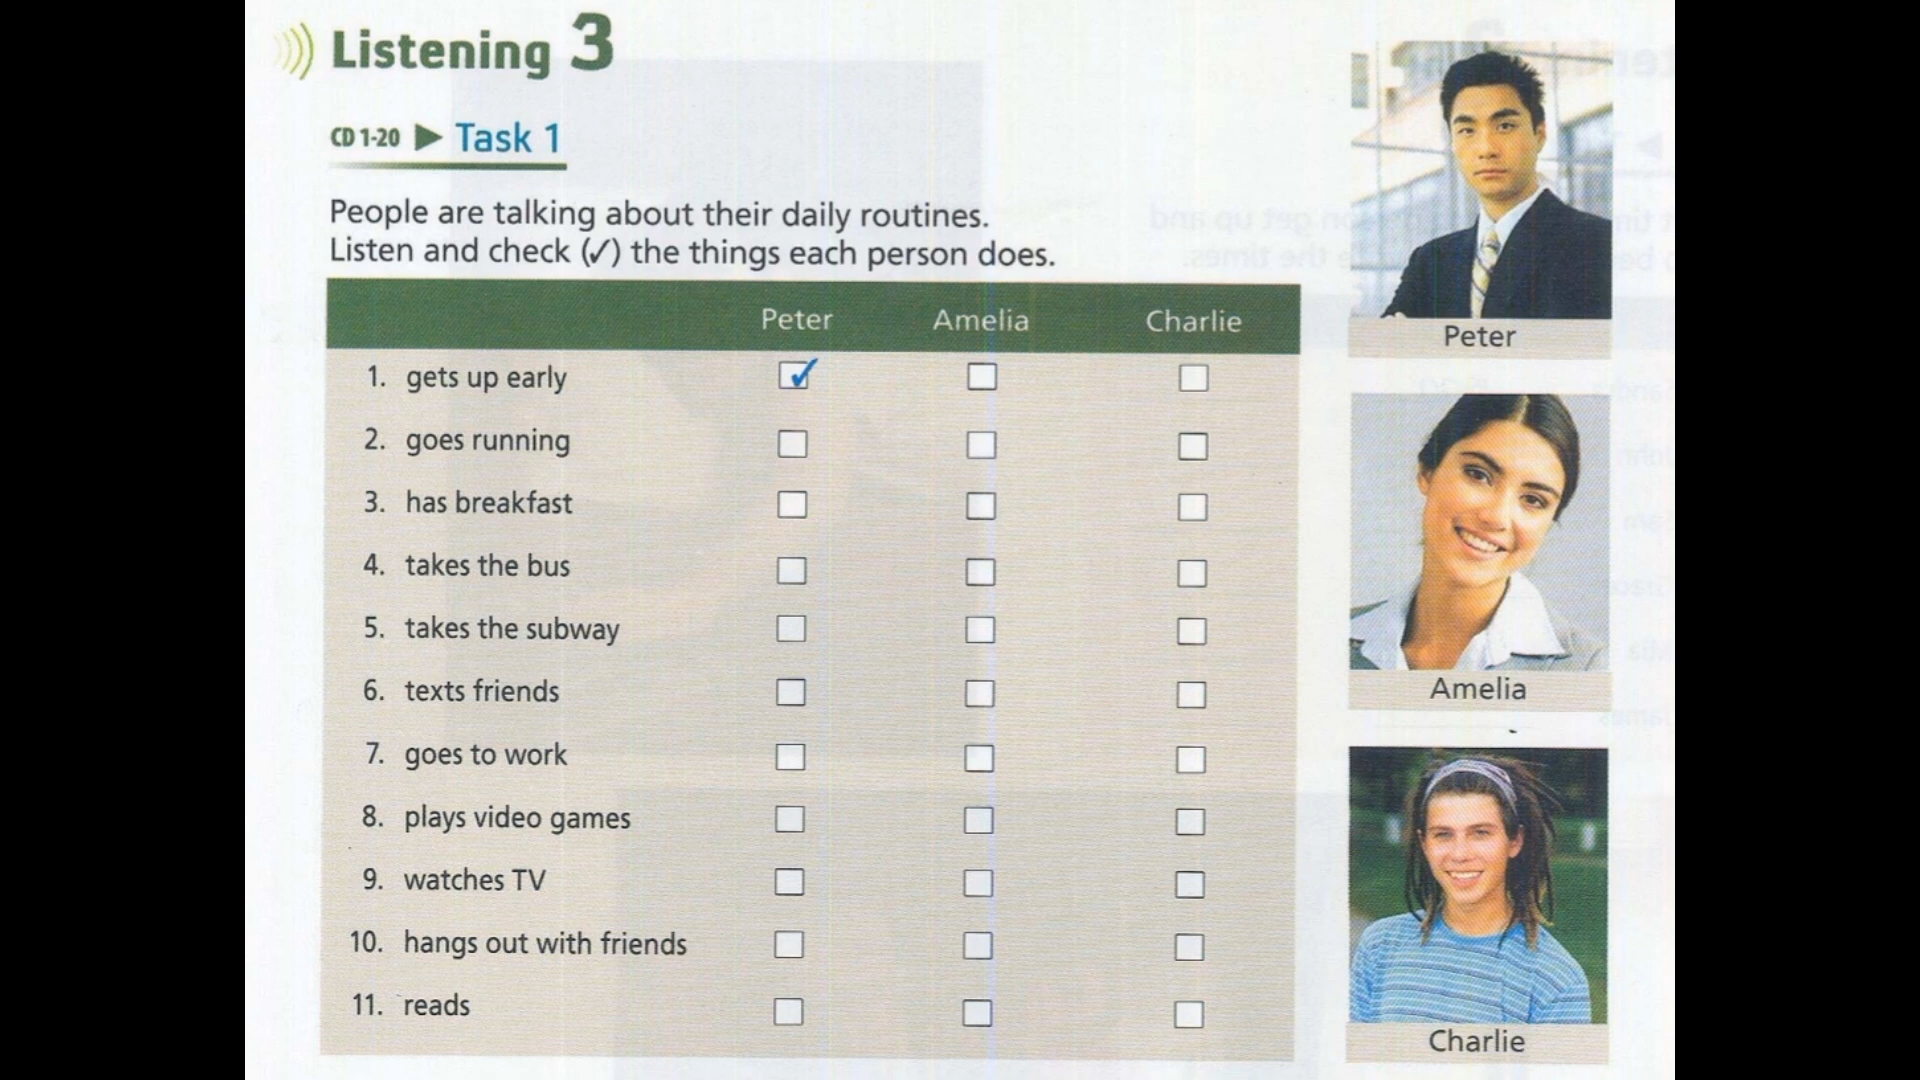 Listening 3
CD 1-20 ▶ Task 1
People are talking about their daily routines.
Listen and check (✓) the things each person does.
Peter Amelia Charlie
1. gets up early ✓
2. goes running
3. has breakfast
4. takes the bus
5. takes the subway
6. texts friends
7. goes to work
8. plays video games
9. watches TV
10. hangs out with friends
11. reads
Peter
Amelia
Charlie